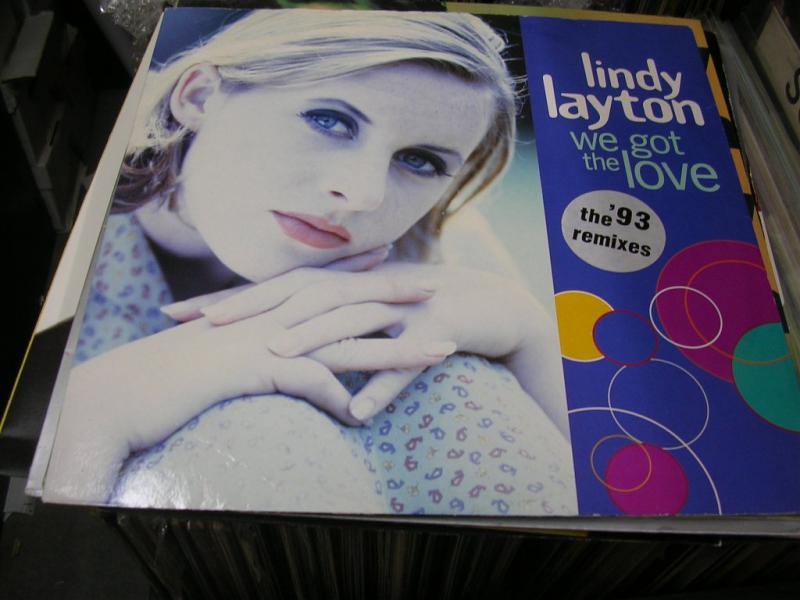 lindy
layton
we got
the love
the '93
remixes